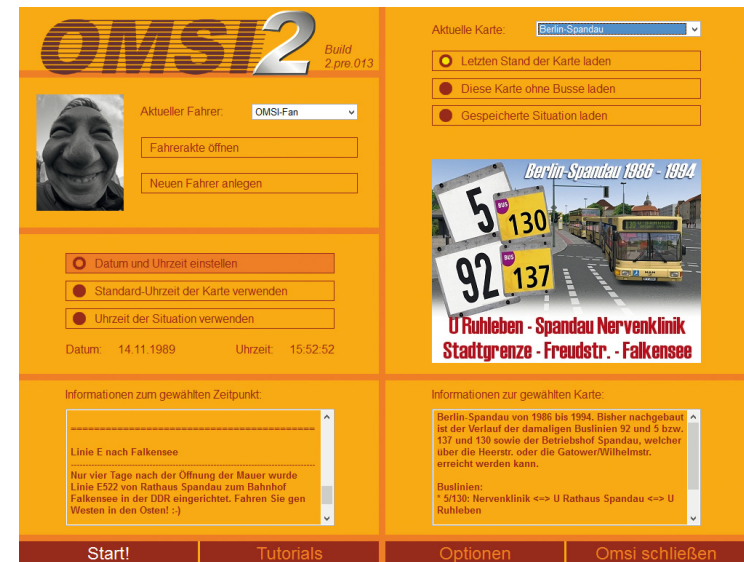 OMSI 2
Build
2.pre.013
Aktueller Fahrer:
OMSI-Fan
Fahrerakte öffnen
Neuen Fahrer anlegen
Datum und Uhrzeit einstellen
Standard-Uhrzeit der Karte verwenden
Uhrzeit der Situation verwenden
Datum: 14.11.1989 Uhrzeit: 15:52:52
Informationen zum gewählten Zeitpunkt:
================================================
Linie E nach Falkensee
--------------------------------------------------------------------------------
Nur vier Tage nach der Öffnung der Mauer wurde
Linie E522 von Rathaus Spandau zum Bahnhof
Falkensee in der DDR eingerichtet. Fahren Sie gen
Westen in den Osten! :-)
Aktuelle Karte:
Berlin-Spandau
Letzten Stand der Karte laden
Diese Karte ohne Busse laden
Gespeicherte Situation laden
Berlin-Spandau 1986 - 1994
5
BUS
130
92
BUS
137
MAN
U Ruhleben - Spandau Nervenklinik
Stadtgrenze - Freudstr. - Falkensee
Informationen zur gewählten Karte:
Berlin-Spandau von 1986 bis 1994. Bisher nachgebaut
ist der Verlauf der damaligen Buslinien 92 und 5 bzw.
137 und 130 sowie der Betriebshof Spandau, welcher
über die Heerstr. oder die Gatower/Wilhelmstr.
erreicht werden kann.
Buslinien:
* 5/130: Nervenklinik <=> U Rathaus Spandau <=> U
Ruhleben
Start!
Tutorials
Optionen
Omsi schließen